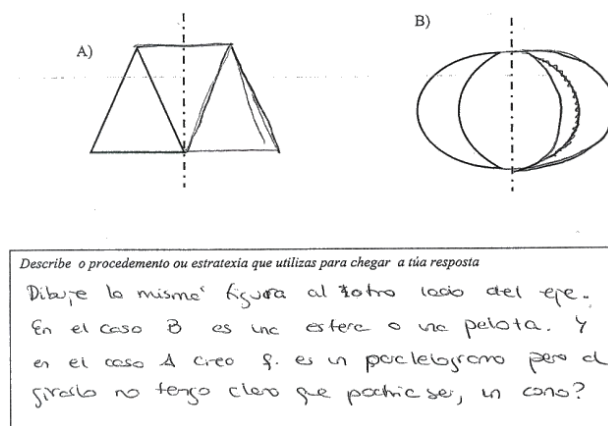 A)
B)
Describe o procedemento ou estratexia que utilizas para chegar a túa resposta
Dibuje la misma figura al otro lado del eje.
En el caso B es una esfera o una pelota. Y
en el caso A creo q. es un paralelogramo pero al
girarlo no tengo claro que podria ser, un cono?